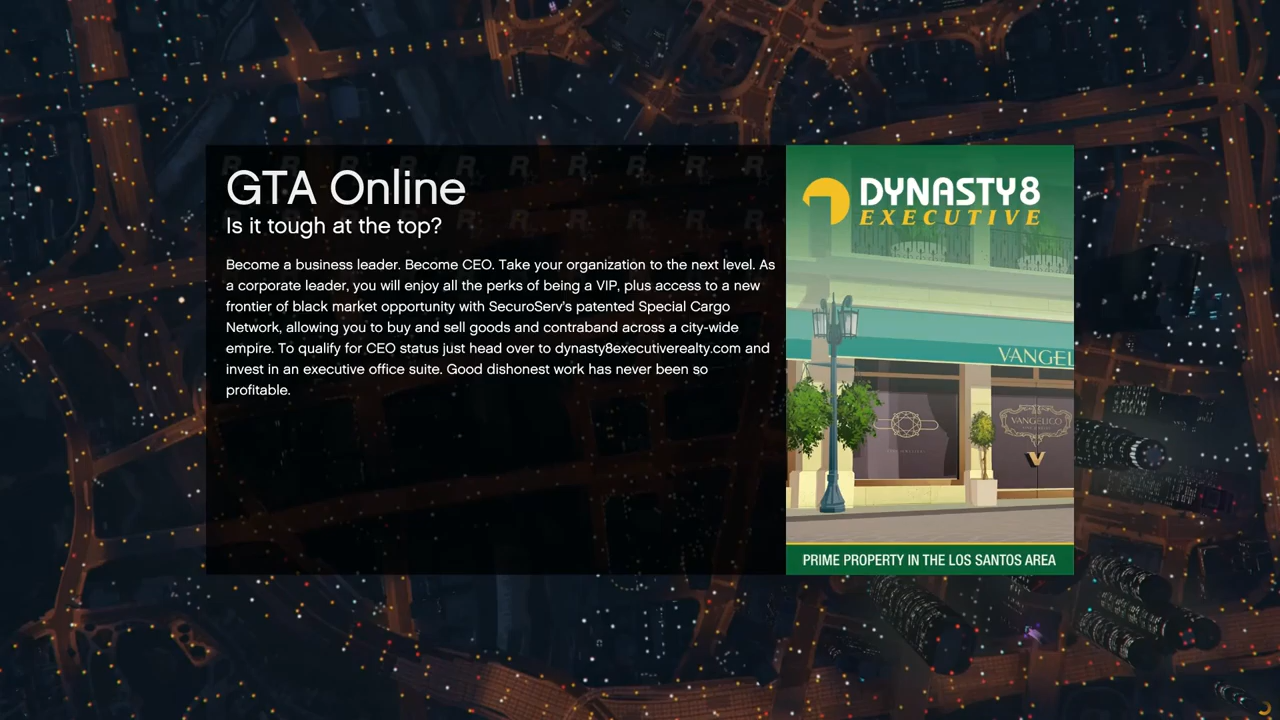 GTA Online
Is it tough at the top?
Become a business leader. Become CEO. Take your organization to the next level. As
a corporate leader, you will enjoy all the perks of being a VIP, plus access to a new
frontier of black market opportunity with SecuroServ's patented Special Cargo
Network, allowing you to buy and sell goods and contraband across a city-wide
empire. To qualify for CEO status just head over to dynasty8executiverealty.com and
invest in an executive office suite. Good dishonest work has never been so
profitable.
DYNASTY8
EXECUTIVE
VANGEL
VANGELICO
PRIME PROPERTY IN THE LOS SANTOS AREA